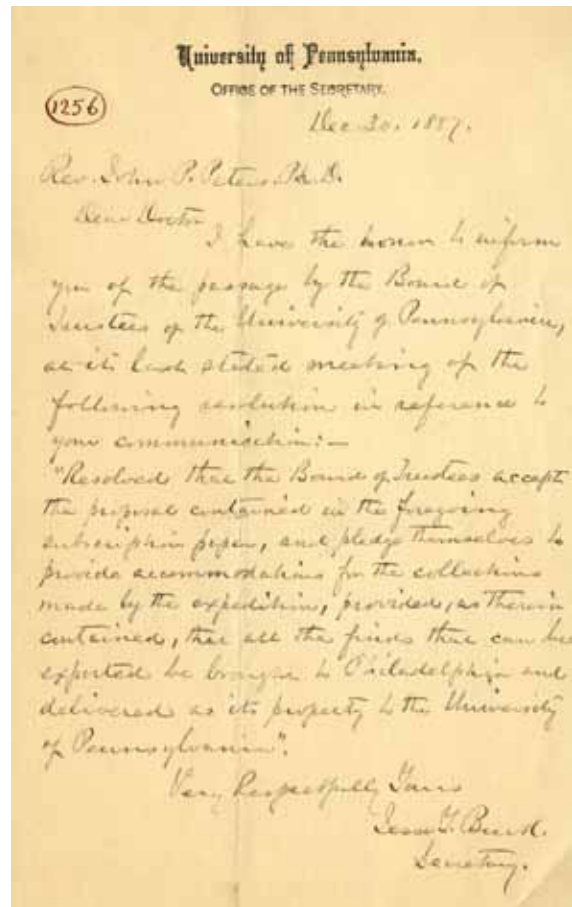 University of Pennsylvania.
OFFICE OF THE SECRETARY.
1256
Dec 20, 1887.
Rev. John P. Peters, Ph.D.
Dear Doctor
I have the honor to inform
you of the passage by the Board of
Trustees of the University of Pennsylvania,
at its last stated meeting of the
following resolution in reference to
your communication:—
"Resolved that the Board of Trustees accept
the proposal contained in the foregoing
subscription paper, and pledge themselves to
provide accommodations for the collections
made by the expedition, provided, as therein
contained, that all the finds that can be
exported be brought to Philadelphia and
delivered as its property to the University
of Pennsylvania".
Very Respectfully Yours
Jesse Y. Burk.
Secretary.